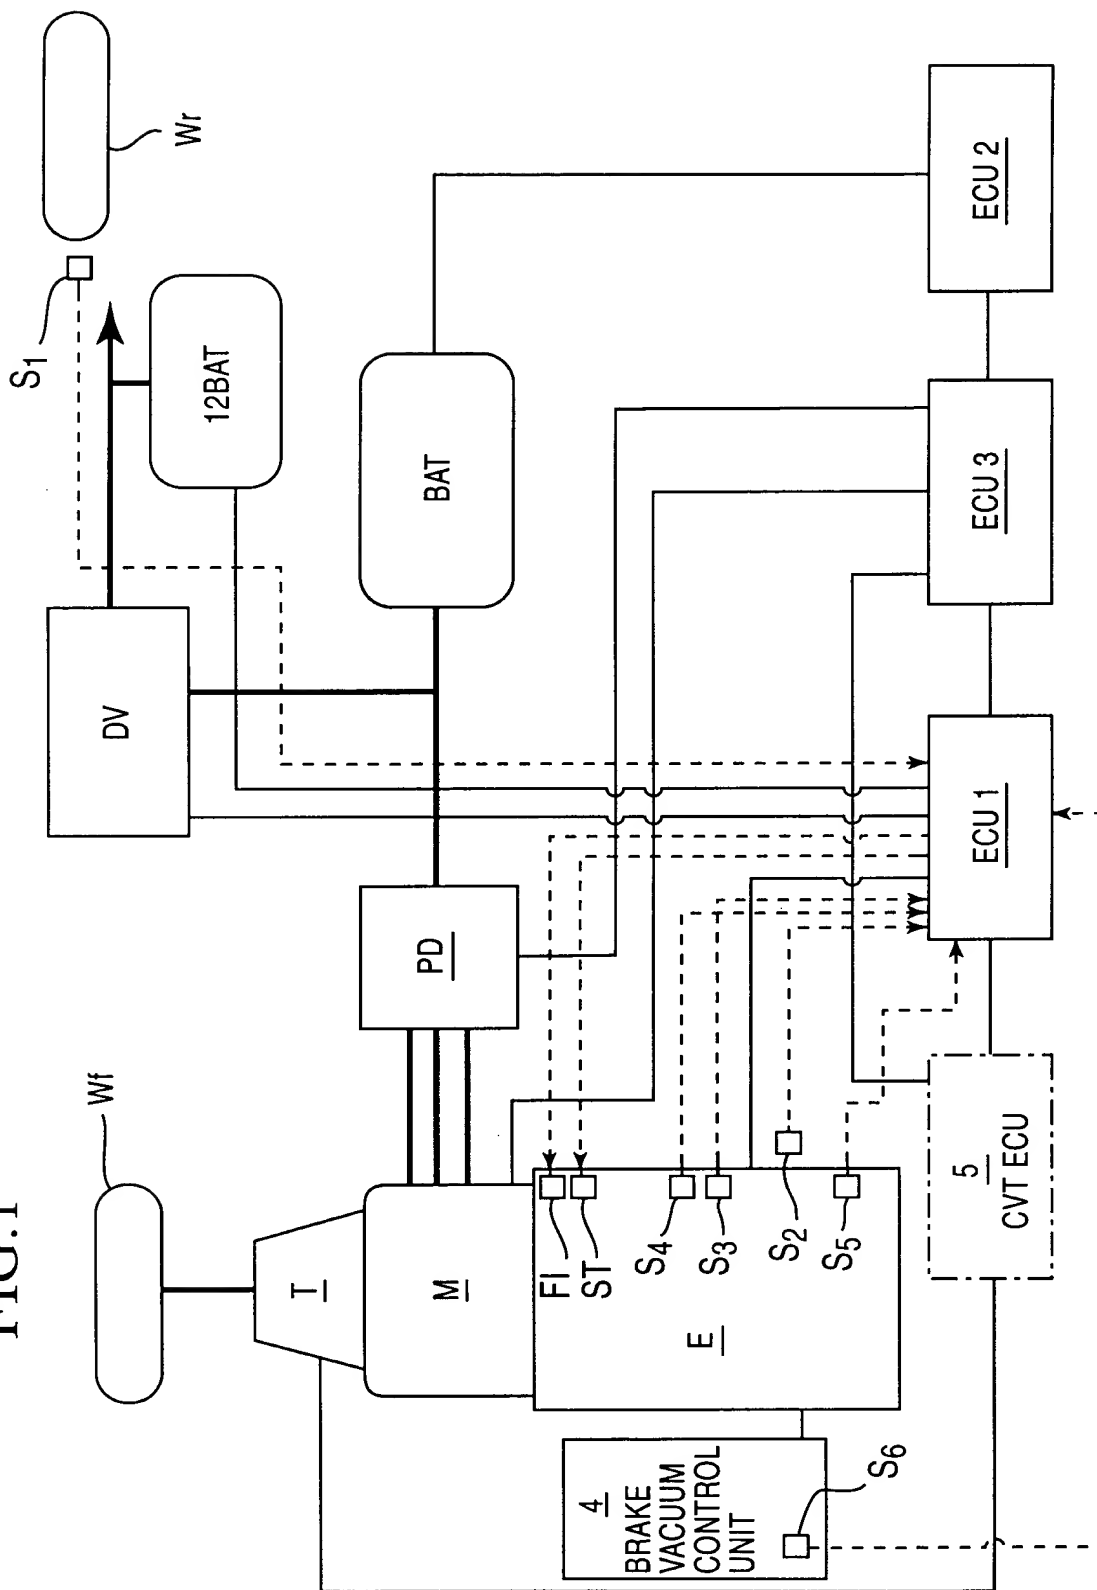 FIG.1
Wf
Wr
S1
DV
12BAT
T
M
PD
BAT
FI
ST
S4
S3
S2
S5
E
4
BRAKE
VACUUM
CONTROL
UNIT
S6
5
CVT ECU
ECU 1
ECU 3
ECU 2